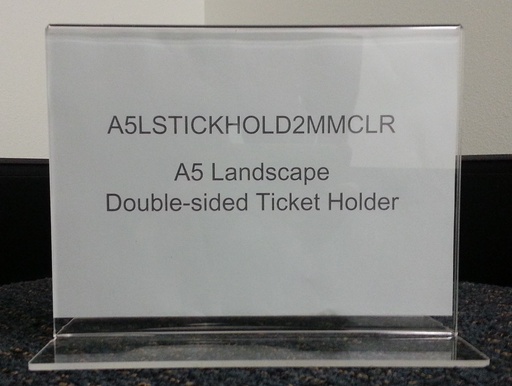 A5LSTICKHOLD2MMCLR
A5 Landscape
Double-sided Ticket Holder